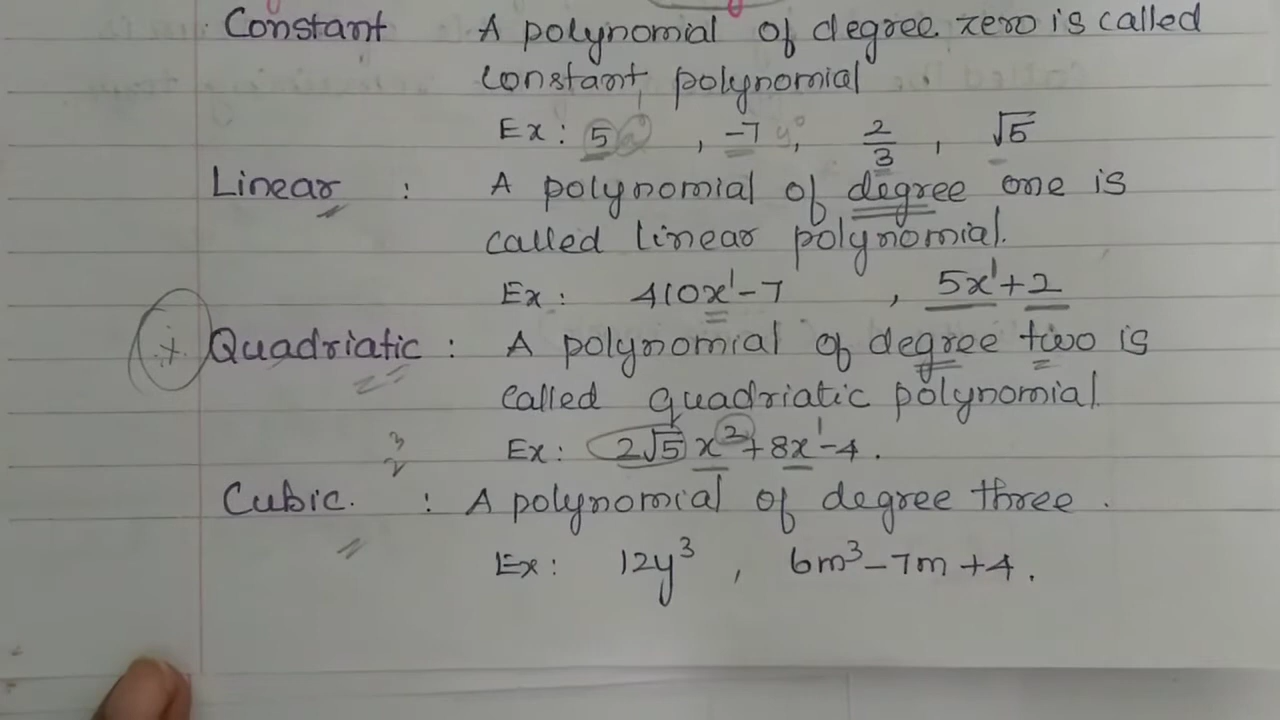 Constant A polynomial of degree zero is called
constant polynomial
Ex: 5 , -7 y⁰, 2/3 , √5
Linear : A polynomial of degree one is
called linear polynomial.
Ex: 410x¹-7 , 5x¹+2
Quadriatic : A polynomial of degree two is
called quadriatic polynomial.
Ex: 2√5 x²+8x¹-4.
Cubic. : A polynomial of degree three.
Ex: 12y³ , 6m³-7m+4.